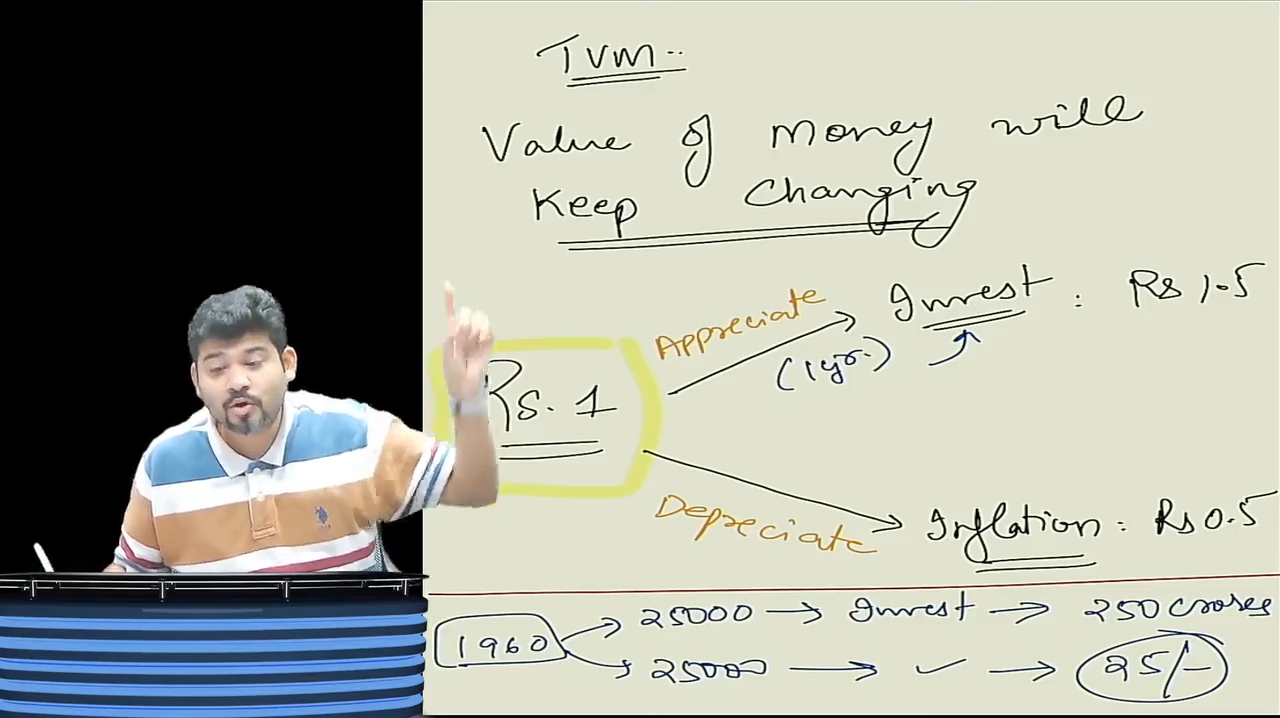 TVM..
Value of Money will
Keep Changing
Appreciate
Invest : Rs 1.5
(1yr.)
Rs. 1
Depreciate
Inflation : Rs 0.5
1960
25000 → Invest → 250 crores
25000 → ✓ → 25/-